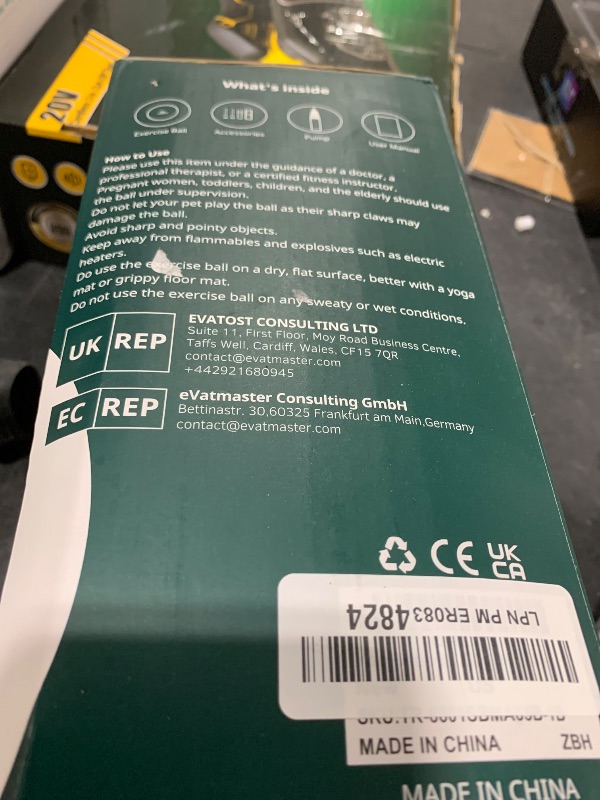 20V
What's Inside
Exercise Ball
Accessories
Pump
User Manual
How to Use
Please use this item under the guidance of a doctor, a
professional therapist, or a certified fitness instructor.
Pregnant women, toddlers, children, and the elderly should use
the ball under supervision.
Do not let your pet play the ball as their sharp claws may
damage the ball.
Avoid sharp and pointy objects.
Keep away from flammables and explosives such as electric
heaters.
Do use the exercise ball on a dry, flat surface, better with a yoga
mat or grippy floor mat.
Do not use the exercise ball on any sweaty or wet conditions.
UK REP
EVATOST CONSULTING LTD
Suite 11, First Floor, Moy Road Business Centre,
Taffs Well, Cardiff, Wales, CF15 7QR
contact@evatmaster.com
+442921680945
EC REP
eVatmaster Consulting GmbH
Bettinastr. 30,60325 Frankfurt am Main,Germany
contact@evatmaster.com
CE
UK
CA
LPN PM ER0834824
MADE IN CHINA
ZBH
MADE IN CHINA